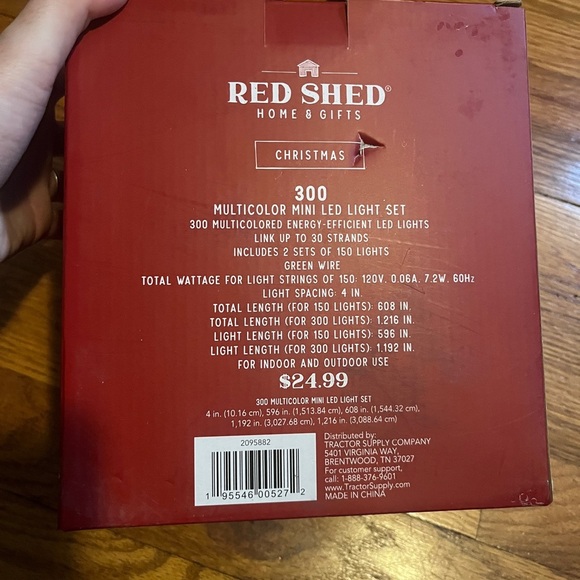 RED SHED®
HOME & GIFTS
CHRISTMAS
300
MULTICOLOR MINI LED LIGHT SET
300 MULTICOLORED ENERGY-EFFICIENT LED LIGHTS
LINK UP TO 30 STRANDS
INCLUDES 2 SETS OF 150 LIGHTS
GREEN WIRE
TOTAL WATTAGE FOR LIGHT STRINGS OF 150: 120V. 0.06A. 7.2W. 60Hz
LIGHT SPACING: 4 IN.
TOTAL LENGTH (FOR 150 LIGHTS): 608 IN.
TOTAL LENGTH (FOR 300 LIGHTS): 1,216 IN.
LIGHT LENGTH (FOR 150 LIGHTS): 596 IN.
LIGHT LENGTH (FOR 300 LIGHTS): 1,192 IN.
FOR INDOOR AND OUTDOOR USE
$24.99
300 MULTICOLOR MINI LED LIGHT SET
4 in. (10.16 cm), 596 in. (1,513.84 cm), 608 in. (1,544.32 cm),
1,192 in. (3,027.68 cm), 1,216 in. (3,088.64 cm)
2095882
1 95546 00527 2
Distributed by:
TRACTOR SUPPLY COMPANY
5401 VIRGINIA WAY,
BRENTWOOD, TN 37027
For customer support,
call: 1-888-376-9601
www.TractorSupply.com
MADE IN CHINA